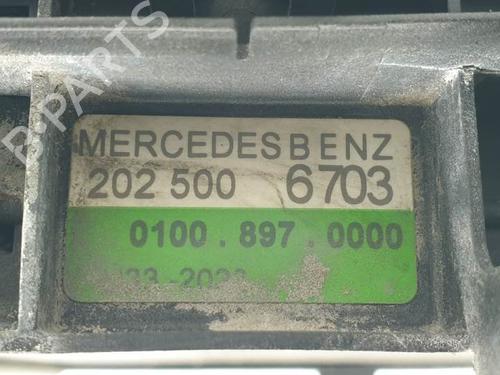 B-PARTS
MERCEDES BENZ
202 500 6703
0100 . 897 . 0000